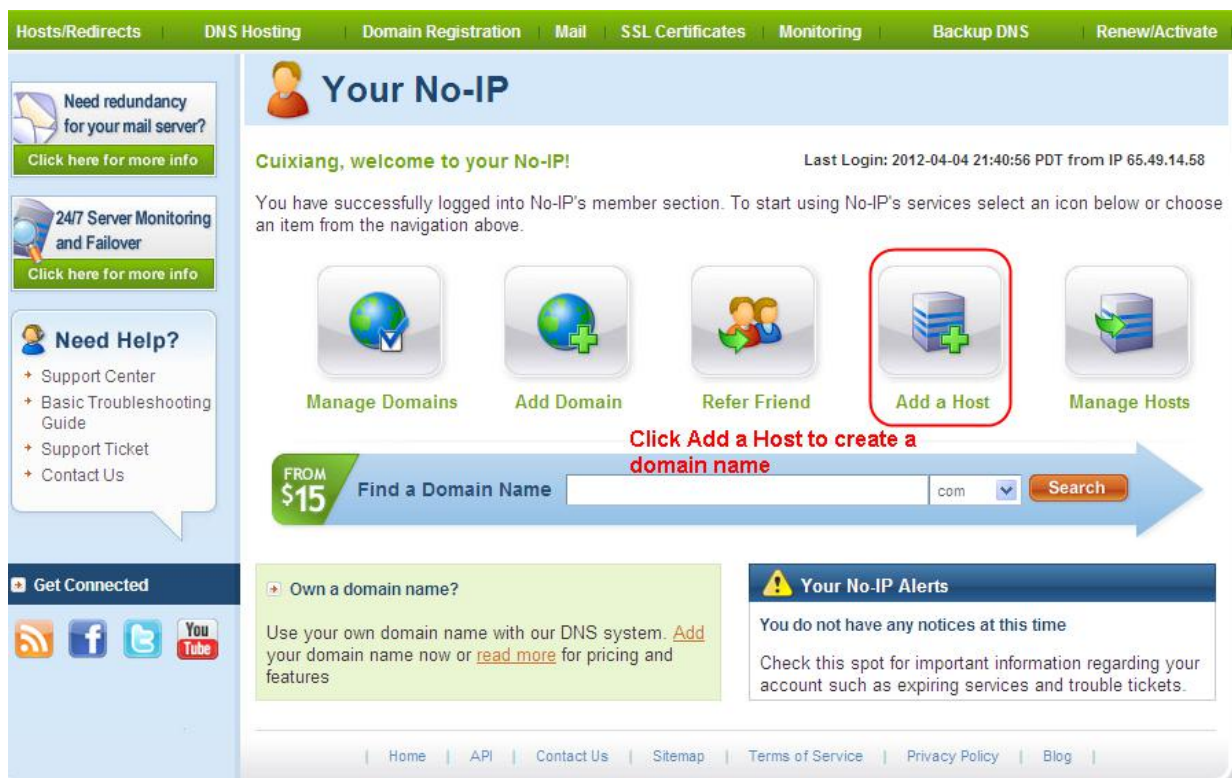 Hosts/Redirects DNS Hosting Domain Registration Mail SSL Certificates Monitoring Backup DNS Renew/Activate
Need redundancy
for your mail server?
Click here for more info
24/7 Server Monitoring
and Failover
Click here for more info
Need Help?
Support Center
Basic Troubleshooting
Guide
Support Ticket
Contact Us
Get Connected
You
Tube
Your No-IP
Cuixiang, welcome to your No-IP! Last Login: 2012-04-04 21:40:56 PDT from IP 65.49.14.58
You have successfully logged into No-IP's member section. To start using No-IP's services select an icon below or choose
an item from the navigation above.
Manage Domains Add Domain Refer Friend Add a Host Manage Hosts
Click Add a Host to create a
domain name
FROM
$15
Find a Domain Name com Search
Own a domain name?
Use your own domain name with our DNS system. Add
your domain name now or read more for pricing and
features
Your No-IP Alerts
You do not have any notices at this time
Check this spot for important information regarding your
account such as expiring services and trouble tickets.
| Home | API | Contact Us | Sitemap | Terms of Service | Privacy Policy | Blog |